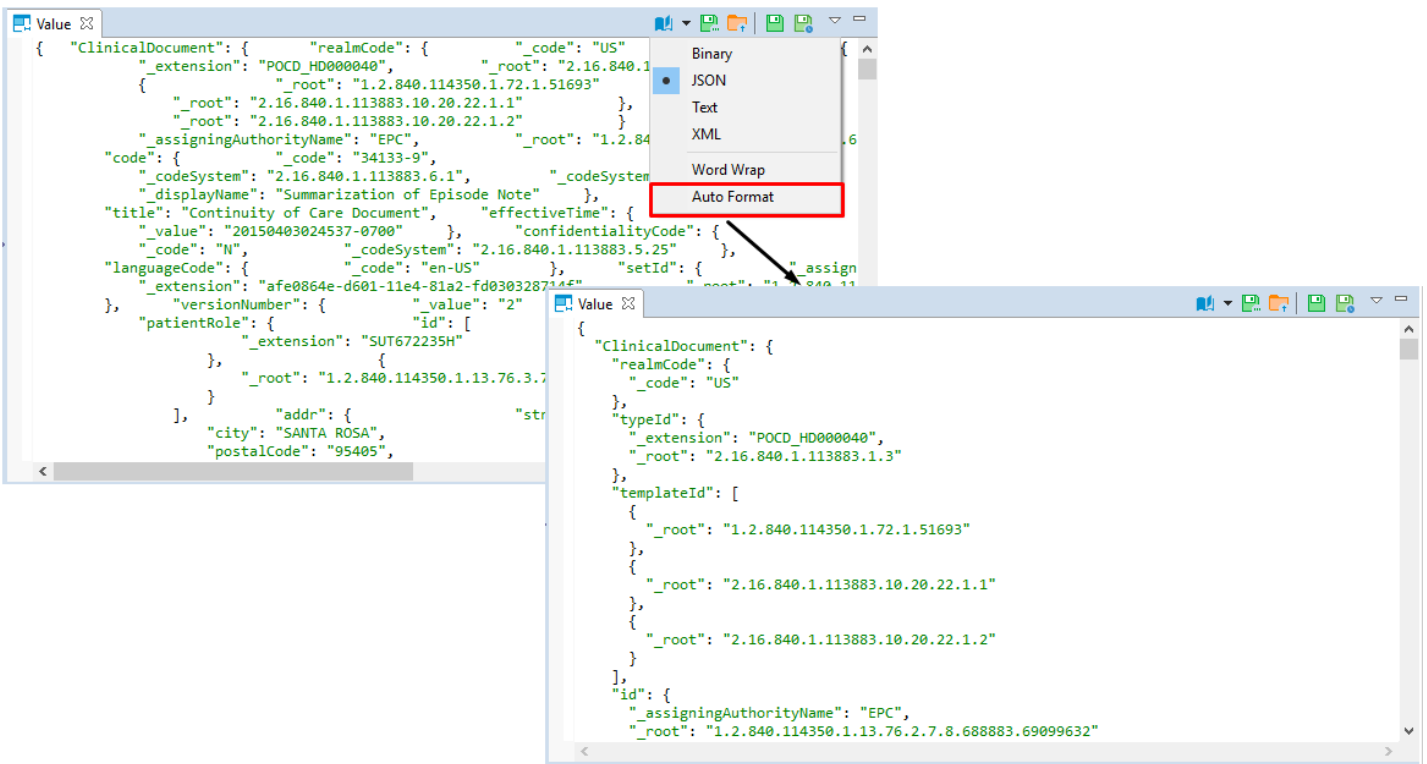 Value
{ "ClinicalDocument": { "realmCode": { "_code": "US" {
"_extension": "POCD_HD000040", "_root": "2.16.840.1
{ "_root": "1.2.840.114350.1.72.1.51693"
"_root": "2.16.840.1.113883.10.20.22.1.1" },
"_root": "2.16.840.1.113883.10.20.22.1.2" }
"_assigningAuthorityName": "EPC", "_root": "1.2.84 .6
"code": { "_code": "34133-9",
"_codeSystem": "2.16.840.1.113883.6.1", "_codeSystem
"_displayName": "Summarization of Episode Note" },
"title": "Continuity of Care Document", "effectiveTime": {
"_value": "20150403024537-0700" }, "confidentialityCode": {
"_code": "N", "_codeSystem": "2.16.840.1.113883.5.25" },
"languageCode": { "_code": "en-US" }, "setId": { "_assign
"_extension": "afe0864e-d601-11e4-81a2-fd030328714f" "_root": "1.2.840.11
}, "versionNumber": { "_value": "2"
"patientRole": { "id": [
"_extension": "SUT672235H"
}, {
"_root": "1.2.840.114350.1.13.76.3.7
}
], "addr": { "str
"city": "SANTA ROSA",
"postalCode": "95405",
Binary
JSON
Text
XML
Word Wrap
Auto Format
Value
{
"ClinicalDocument": {
"realmCode": {
"_code": "US"
},
"typeId": {
"_extension": "POCD_HD000040",
"_root": "2.16.840.1.113883.1.3"
},
"templateId": [
{
"_root": "1.2.840.114350.1.72.1.51693"
},
{
"_root": "2.16.840.1.113883.10.20.22.1.1"
},
{
"_root": "2.16.840.1.113883.10.20.22.1.2"
}
],
"id": {
"_assigningAuthorityName": "EPC",
"_root": "1.2.840.114350.1.13.76.2.7.8.688883.69099632"